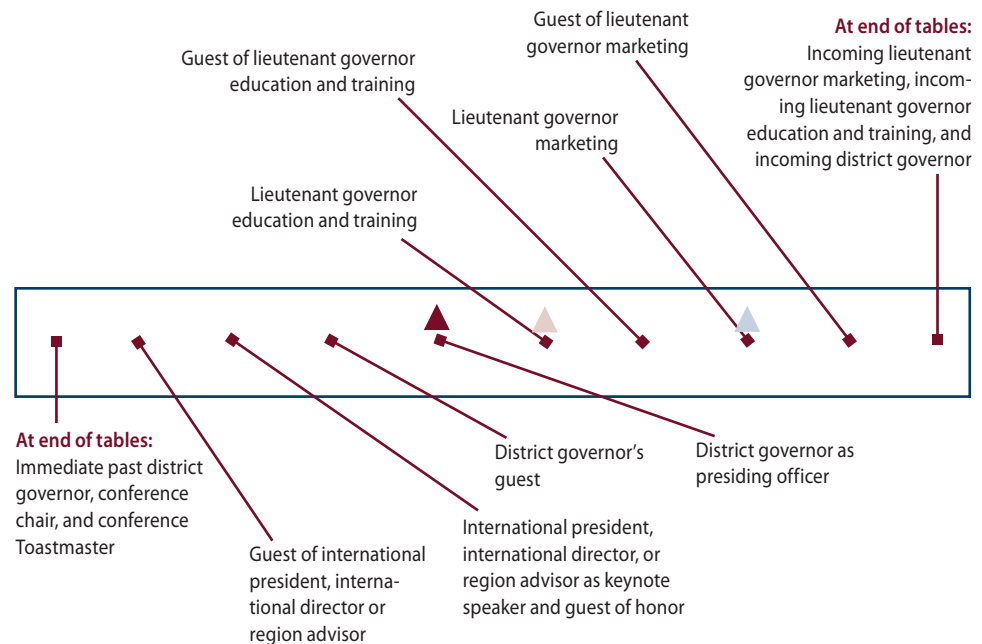 Guest of lieutenant
governor marketing
At end of tables:
Incoming lieutenant
governor marketing, incom-
ing lieutenant governor
education and training, and
incoming district governor
Guest of lieutenant governor
education and training
Lieutenant governor
marketing
Lieutenant governor
education and training
At end of tables:
Immediate past district
governor, conference
chair, and conference
Toastmaster
Guest of international
president, interna-
tional director or
region advisor
International president,
international director, or
region advisor as keynote
speaker and guest of honor
District governor’s
guest
District governor as
presiding officer